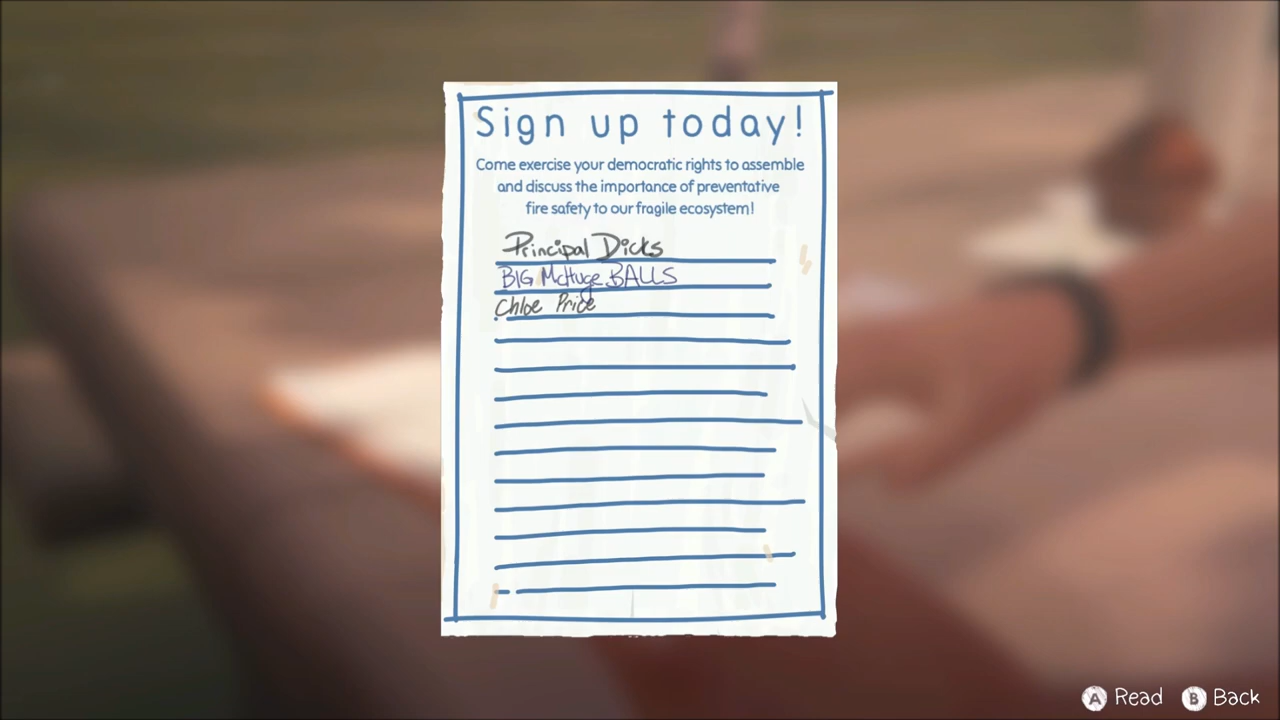 Sign up today!
Come exercise your democratic rights to assemble
and discuss the importance of preventative
fire safety to our fragile ecosystem!
Principal Dicks
BIG McHuge BALLS
Chloe Price
A Read B Back